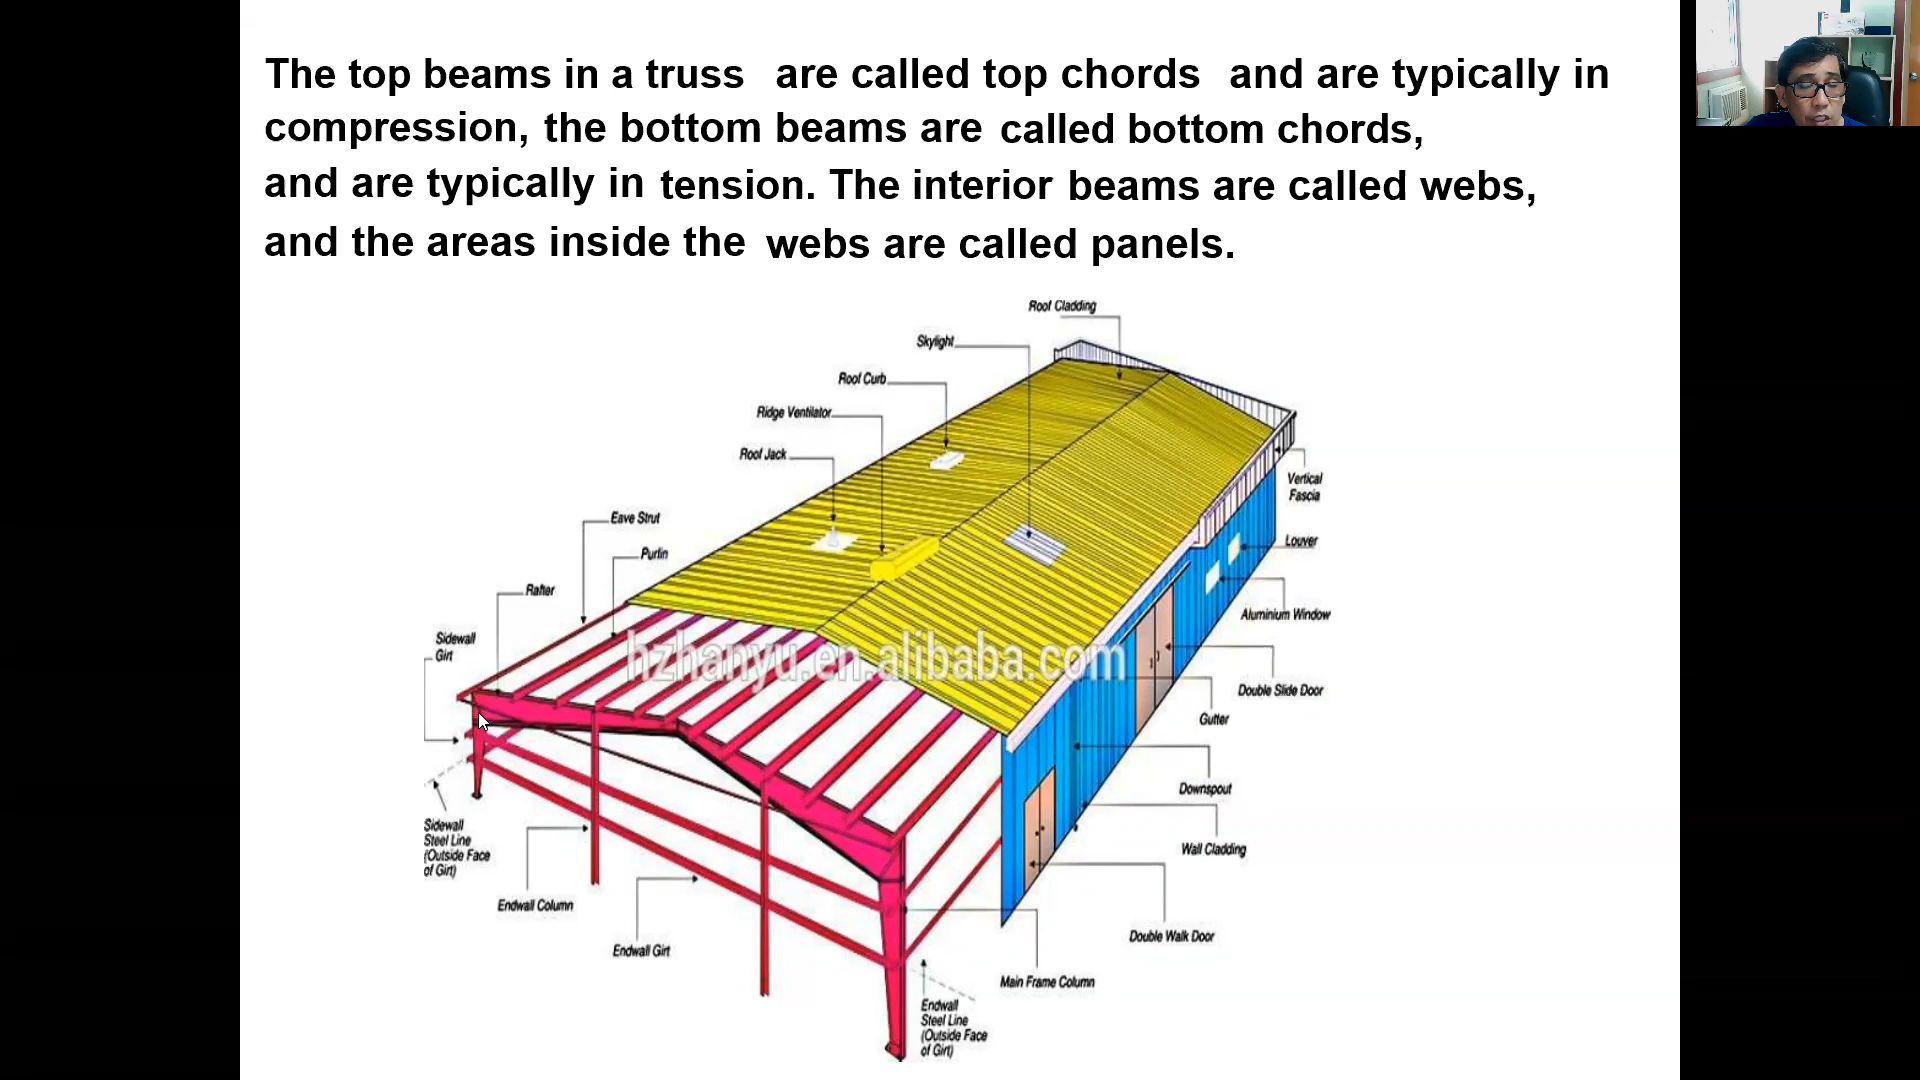 The top beams in a truss are called top chords and are typically in
compression, the bottom beams are called bottom chords,
and are typically in tension. The interior beams are called webs,
and the areas inside the webs are called panels.
Roof Cladding
Skylight
Roof Curb
Ridge Ventilator
Roof Jack
Vertical
Fascia
Eave Strut
Louver
Purlin
Rafter
Aluminium Window
Sidewall
Girt
hzhanyu.en.alibaba.com
Double Slide Door
Gutter
Downspout
Sidewall
Steel Line
(Outside Face
of Girt)
Wall Cladding
Endwall Column
Double Walk Door
Endwall Girt
Main Frame Column
Endwall
Steel Line
(Outside Face
of Girt)